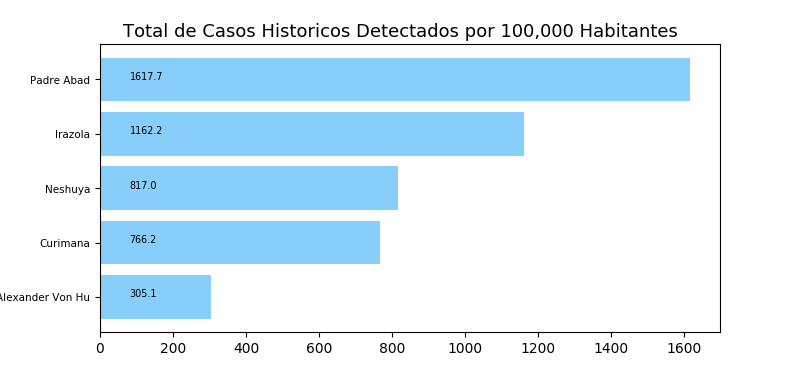 Total de Casos Historicos Detectados por 100,000 Habitantes
Padre Abad 1617.7
Irazola 1162.2
Neshuya 817.0
Curimana 766.2
Alexander Von Hu 305.1
0 200 400 600 800 1000 1200 1400 1600